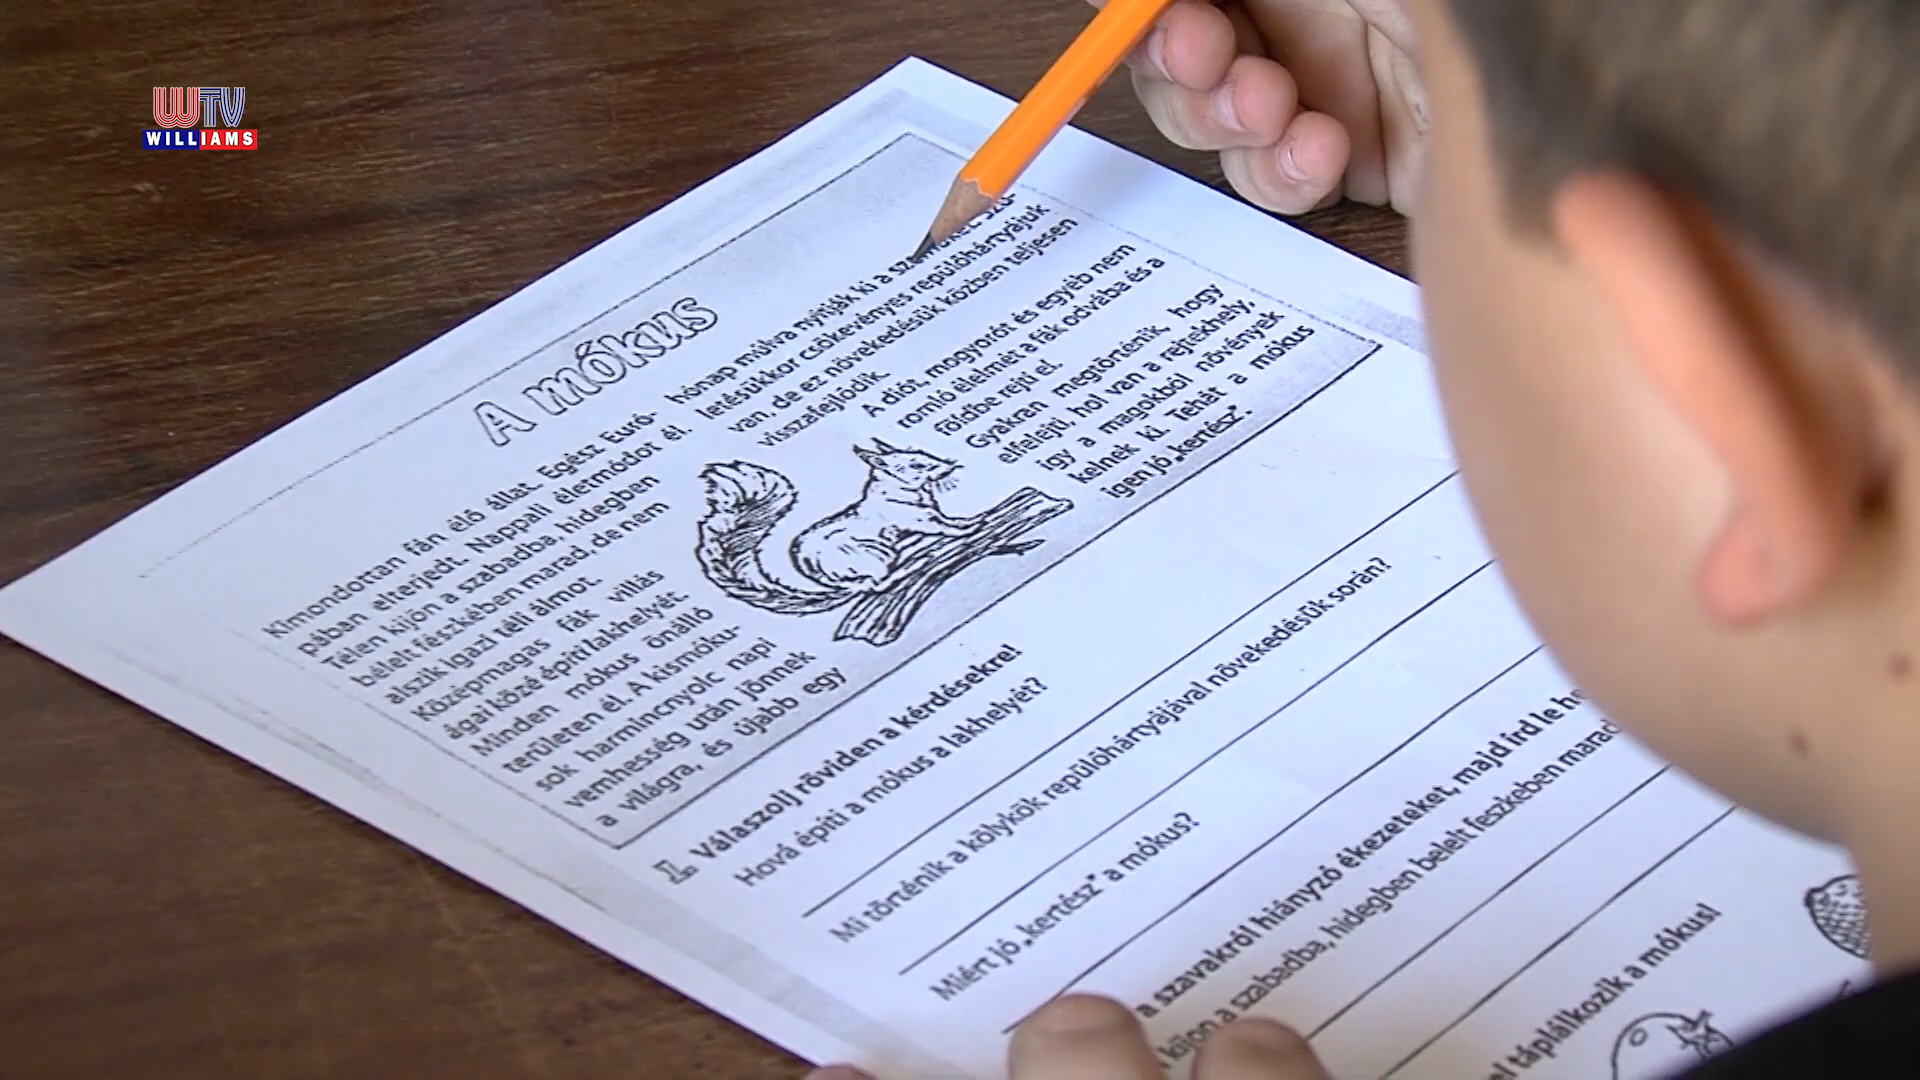 WTV
WILLIAMS
A mókus
Kimondottan fán élő állat. Egész Euró-
pában elterjedt. Nappali életmódot él.
Télen kijön a szabadba, hidegben
bélelt fészkében marad, de nem
alszik igazi téli álmot.
Középmagas fák villás
ágai közé építi lakhelyét.
Minden mókus önálló
területen él. A kismóku-
sok harmincnyolc napi
vemhesség után jönnek
a világra, és újabb egy
hónap múlva nyitják ki a
letésükkor csökevényes repülőhártyájuk
van, de ez növekedésük közben teljesen
visszafejlődik.
A diót, mogyorót és egyéb nem
romló élelmét a fák odvába és a
földbe rejti el.
Gyakran megtörténik, hogy
elfelejti, hol van a rejtekhely,
így a magokból növények
kelnek ki. Tehát a mókus
igen jó „kertész".
1. Válaszolj röviden a kérdésekre!
Hová építi a mókus a lakhelyét?
Mi történik a kölykök repülőhártyájával növekedésük során?
Miért jó „kertész" a mókus?
a szavakról hiányzó ékezeteket, majd írd le
kijon a szabadba, hidegben belelt feszkeben marad
táplálkozik a mókus!